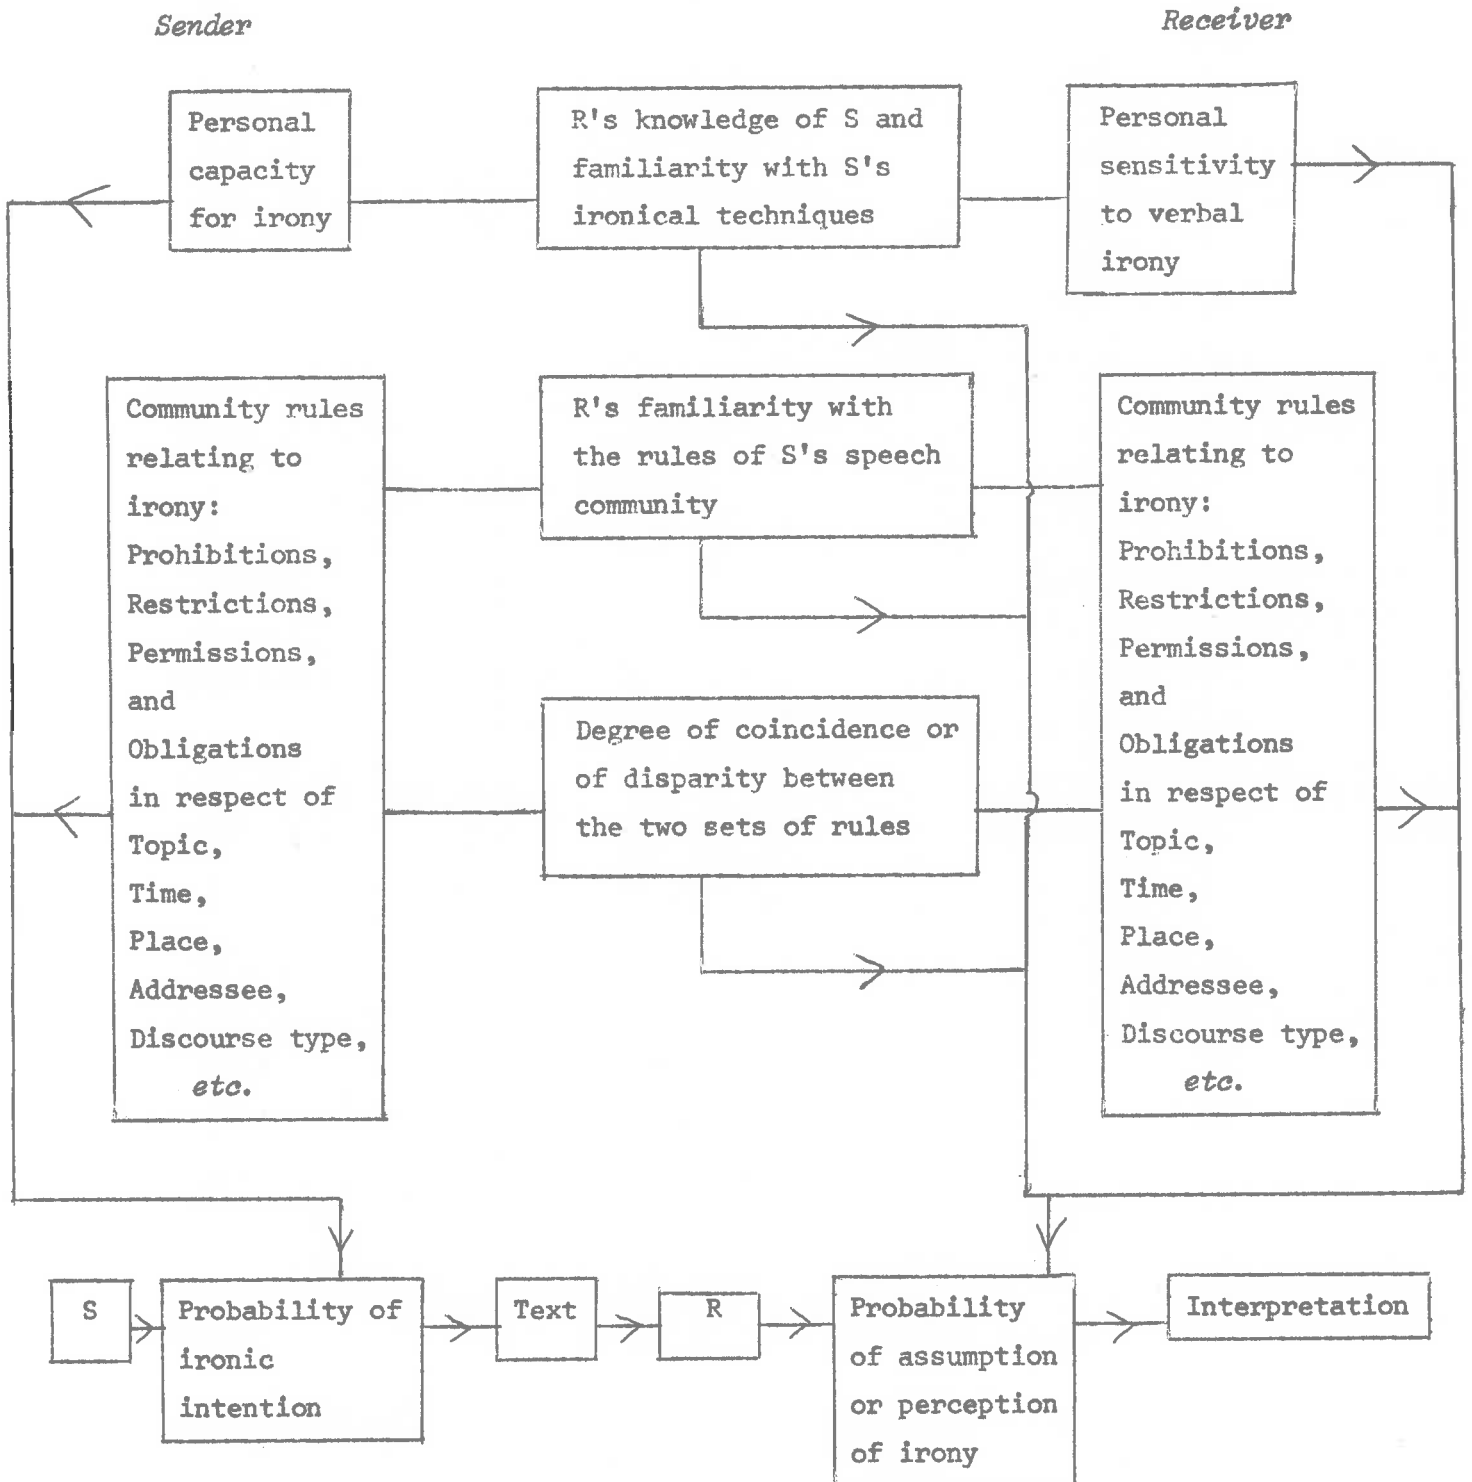 Sender
Receiver
Personal
capacity
for irony
R's knowledge of S and
familiarity with S's
ironical techniques
Personal
sensitivity
to verbal
irony
Community rules
relating to
irony:
Prohibitions,
Restrictions,
Permissions,
and
Obligations
in respect of
Topic,
Time,
Place,
Addressee,
Discourse type,
etc.
R's familiarity with
the rules of S's speech
community
Degree of coincidence or
of disparity between
the two sets of rules
Community rules
relating to
irony:
Prohibitions,
Restrictions,
Permissions,
and
Obligations
in respect of
Topic,
Time,
Place,
Addressee,
Discourse type,
etc.
S
Probability of
ironic
intention
Text
R
Probability
of assumption
or perception
of irony
Interpretation